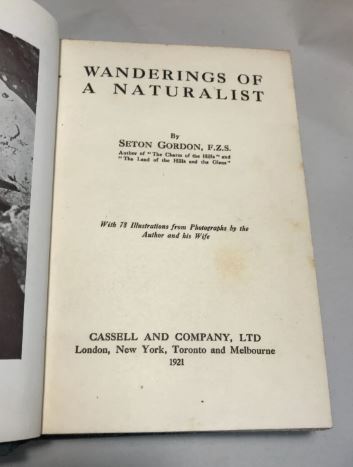 WANDERINGS OF
A NATURALIST
By
SETON GORDON, F.Z.S.
Author of "The Charm of the Hills" and
"The Land of the Hills and the Glens"
With 78 Illustrations from Photographs by the
Author and his Wife
CASSELL AND COMPANY, LTD
London, New York, Toronto and Melbourne
1921